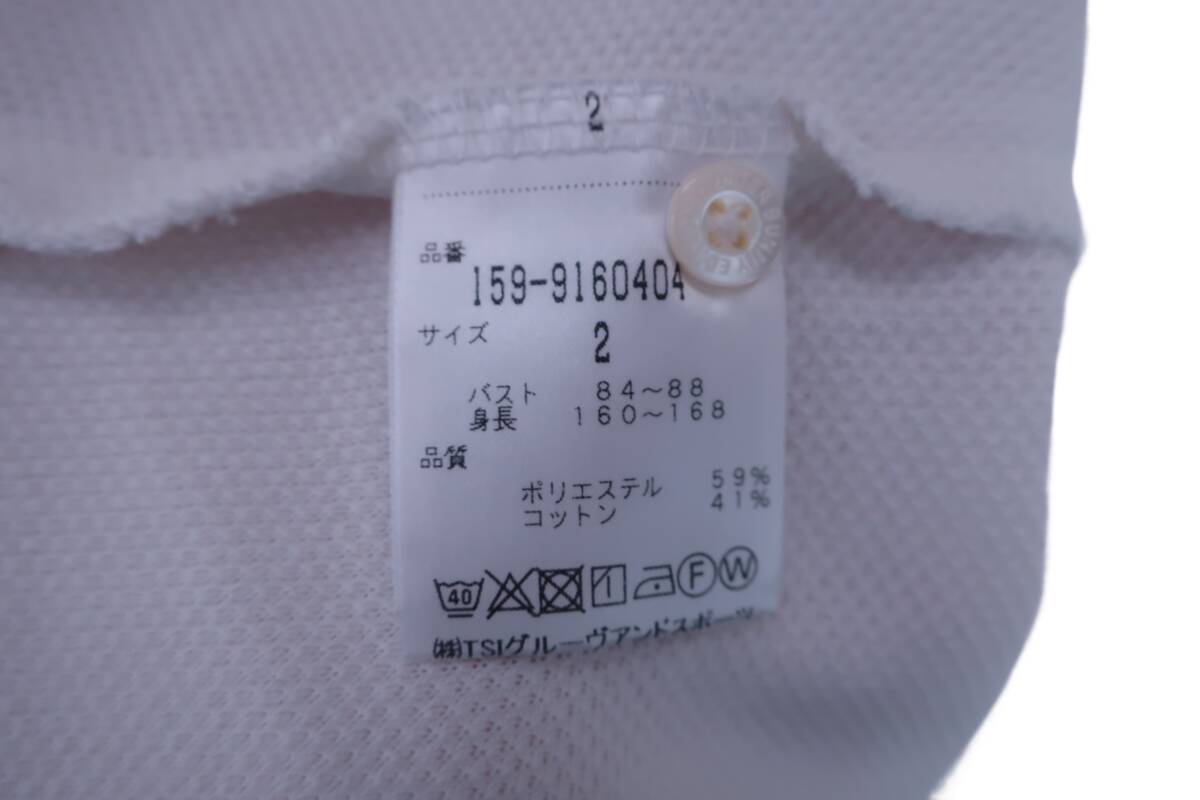 2
品番
159-9160404
サイズ
2
バスト 84～88
身長 160～168
品質
ポリエステル 59%
コットン 41%
40 F W
㈱TSIグルーヴアンドスポーツ